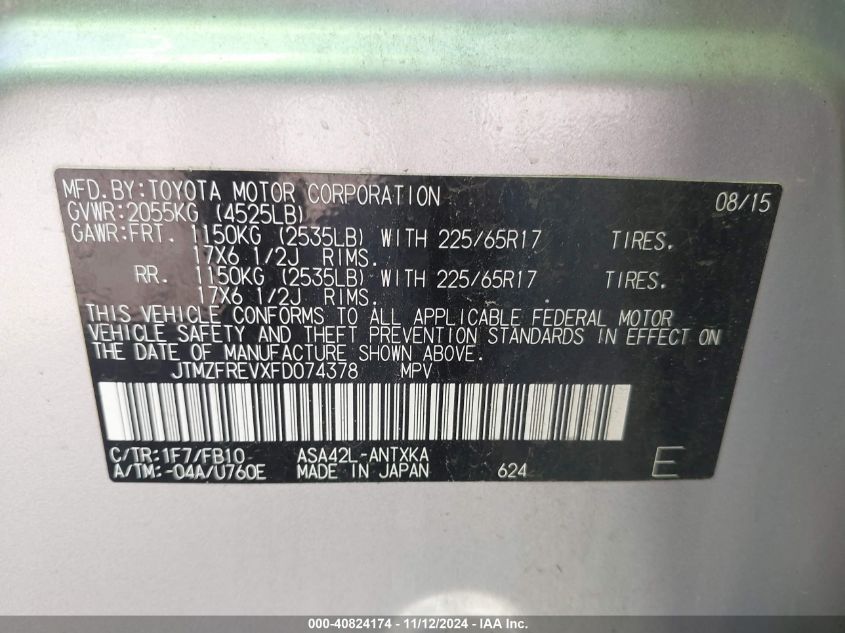 MFD.BY:TOYOTA MOTOR CORPORATION 08/15
GVWR:2055KG (4525LB)
GAWR:FRT. 1150KG (2535LB) WITH 225/65R17 TIRES.
17X6 1/2J RIMS.
RR. 1150KG (2535LB) WITH 225/65R17 TIRES.
17X6 1/2J RIMS.
THIS VEHICLE CONFORMS TO ALL APPLICABLE FEDERAL MOTOR
VEHICLE SAFETY AND THEFT PREVENTION STANDARDS IN EFFECT ON
THE DATE OF MANUFACTURE SHOWN ABOVE.
JTMZFREVXFD074378 MPV
C/TR:1F7/FB10 ASA42L-ANTXKA
A/TM:-04A/U760E MADE IN JAPAN 624 E
000-40824174 - 11/12/2024 - IAA Inc.